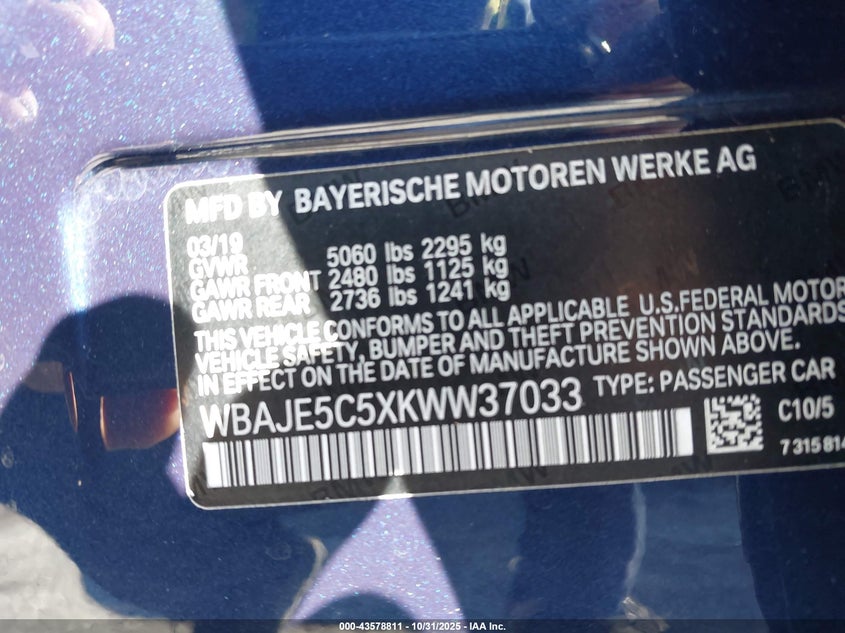 MFD BY BAYERISCHE MOTOREN WERKE AG
03/19
GVWR 5060 lbs 2295 kg
GAWR FRONT 2480 lbs 1125 kg
GAWR REAR 2736 lbs 1241 kg
THIS VEHICLE CONFORMS TO ALL APPLICABLE U.S.FEDERAL MOTOR
VEHICLE SAFETY, BUMPER AND THEFT PREVENTION STANDARDS
IN EFFECT ON THE DATE OF MANUFACTURE SHOWN ABOVE.
WBAJE5C5XKWW37033 TYPE: PASSENGER CAR
C10/5
7 315 814
000-43578811 - 10/31/2025 - IAA Inc.